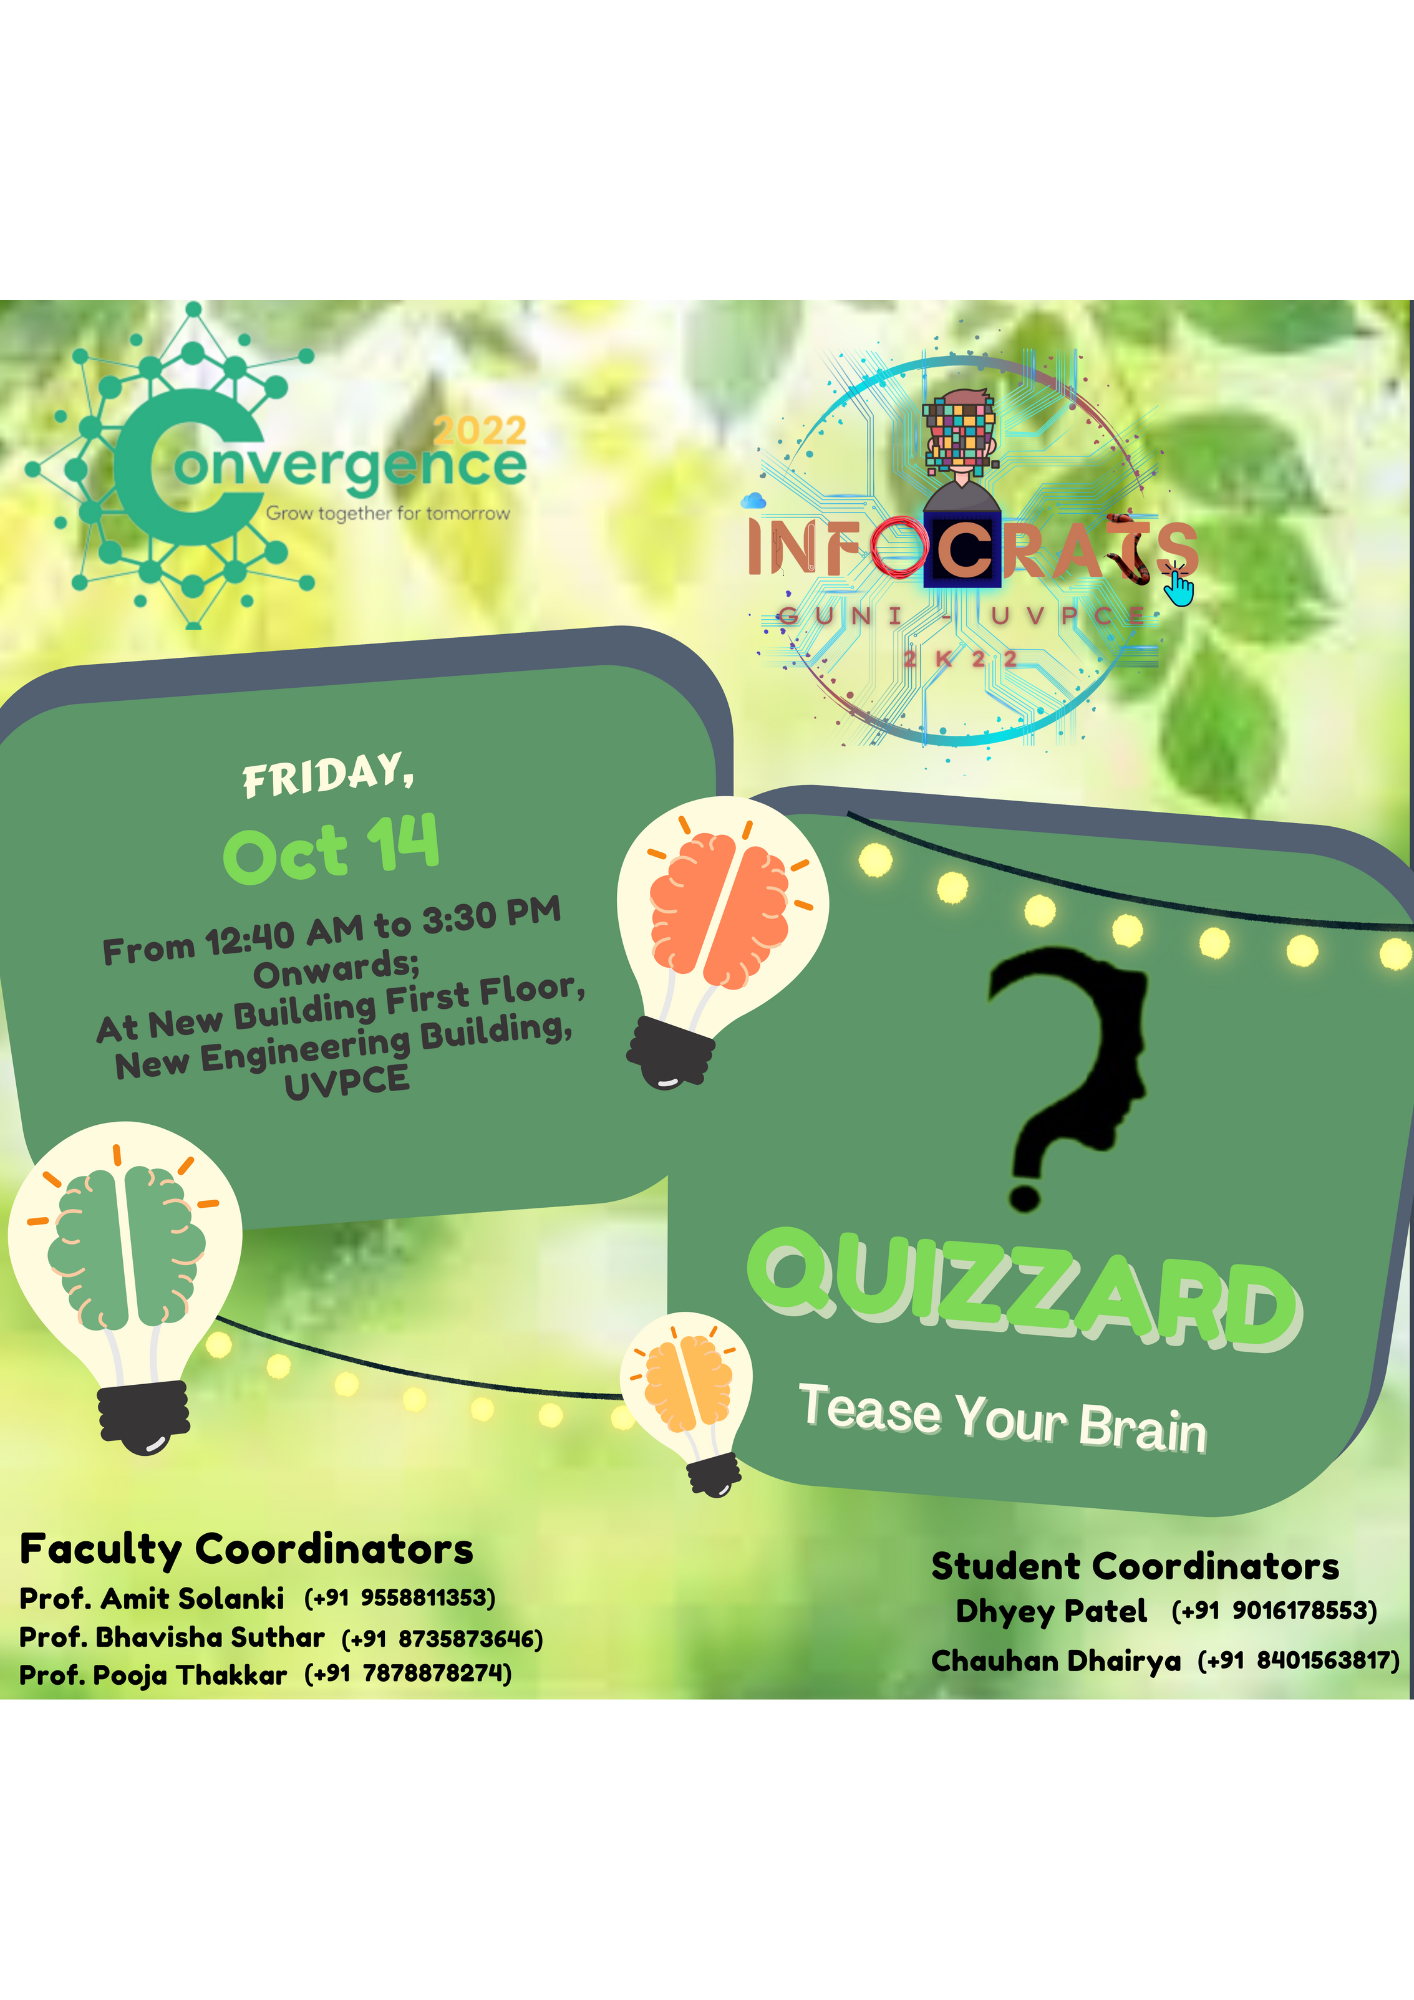 2022
Convergence
Grow together for tomorrow
INFOCRATS
GUNI - UVPCE
2K22
FRIDAY,
Oct 14
From 12:40 AM to 3:30 PM
Onwards;
At New Building First Floor,
New Engineering Building,
UVPCE
QUIZZARD
Tease Your Brain
Faculty Coordinators
Prof. Amit Solanki (+91 9558811353)
Prof. Bhavisha Suthar (+91 8735873646)
Prof. Pooja Thakkar (+91 7878878274)
Student Coordinators
Dhyey Patel (+91 9016178553)
Chauhan Dhairya (+91 8401563817)